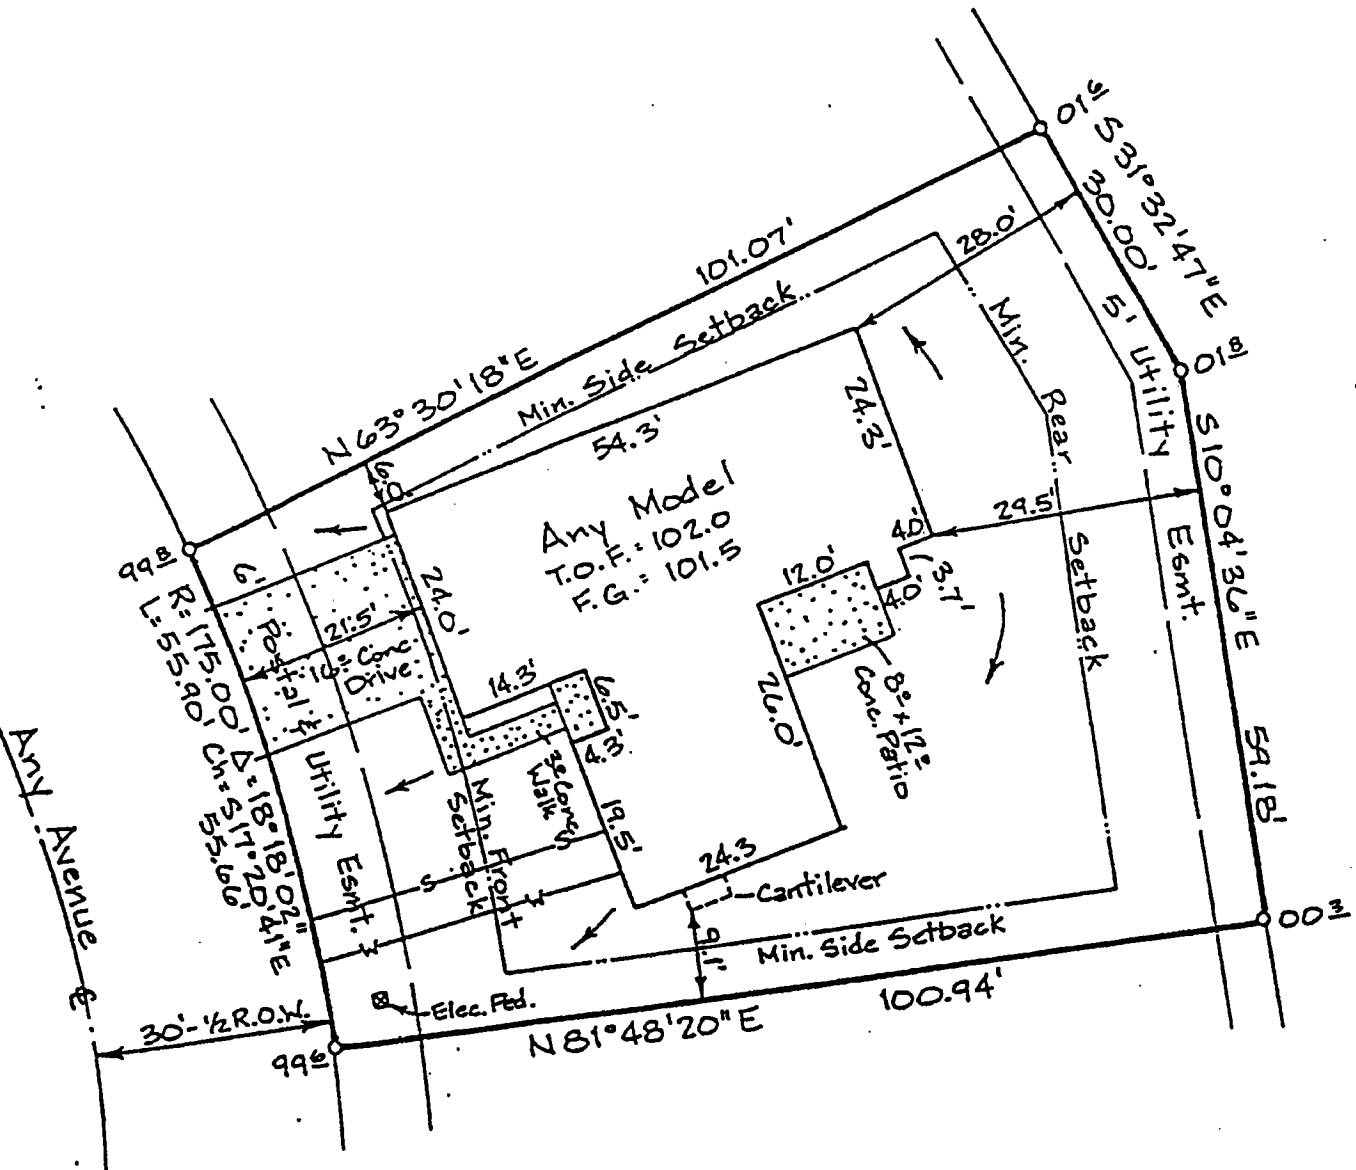 01 6
S 31° 32' 47" E
30.00'
101.07'
28.0'
N 63° 30' 18" E
Min. Side Setback
5' Utility Esmt.
Min. Rear Setback
01 8
S 10° 04' 36" E
59.18'
54.3'
24.3'
6.0'
Any Model
T.O.F.: 102.0
F.G.: 101.5
4.0'
29.5'
3.7'
4.0'
12.0'
99 8
6'
24.0'
21.5'
16° Conc. Drive
Postal & Utility Esmt.
R= 175.00' Δ= 18° 18' 02"
L= 55.90' Ch= S 17° 20' 41" E
55.66'
14.3'
6.5'
4.3'
3° Conc. Walk
26.0'
8° x 12° Conc. Patio
19.5'
Min. Front Setback
S
S
W
W
24.3
Cantilever
9.1'
Min. Side Setback
00 3
100.94'
N 81° 48' 20" E
Elec. Ped.
30' - 1/2 R.O.W.
99 6
Any Avenue ℄